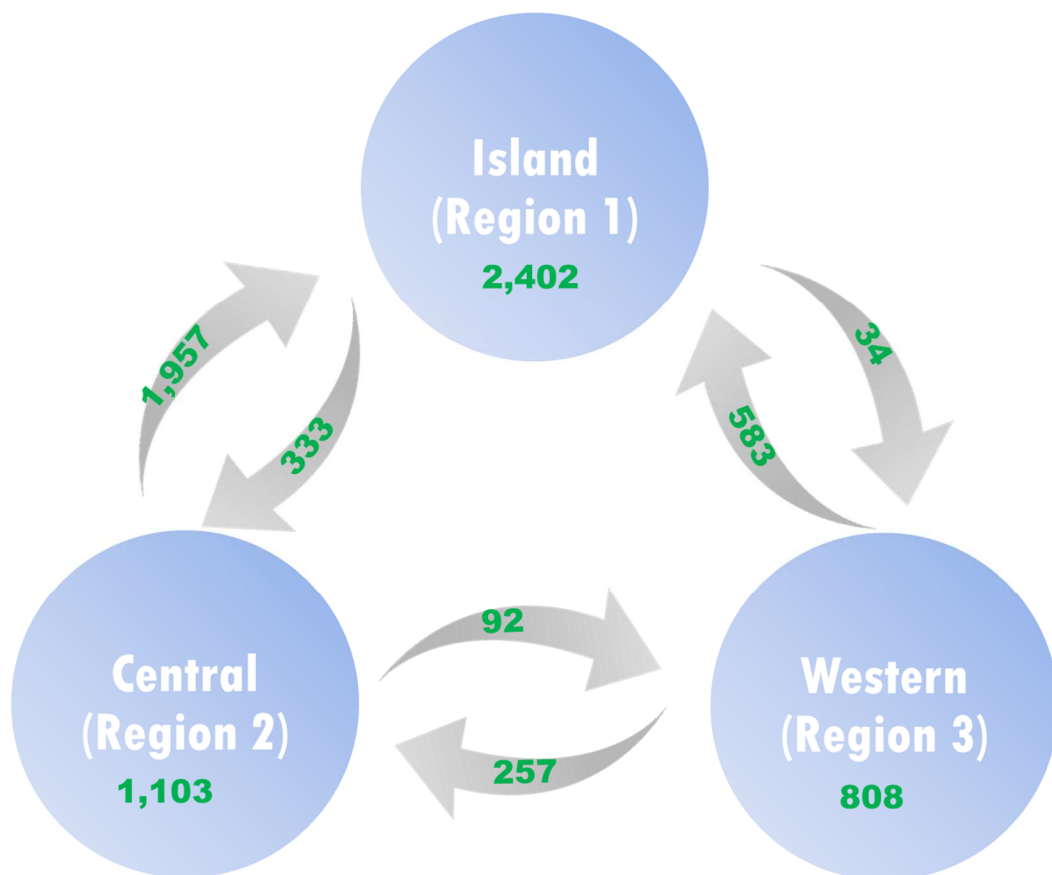 Island
(Region 1)
2,402
1,957
333
34
583
92
257
Central
(Region 2)
1,103
Western
(Region 3)
808